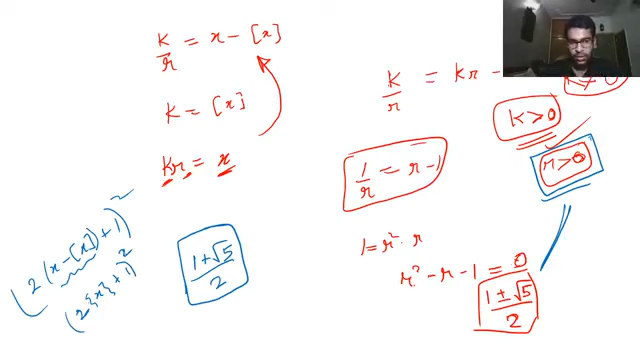 k/r = x - [x]
k = [x]
kr = x
(2(x - [x]) + 1)²
(2{x} + 1)²
1 + √5 / 2
k/r = kr -
k > 0
r > 0
1/r = r - 1
1 = r² - r
r² - r - 1 = 0
1 ± √5 / 2